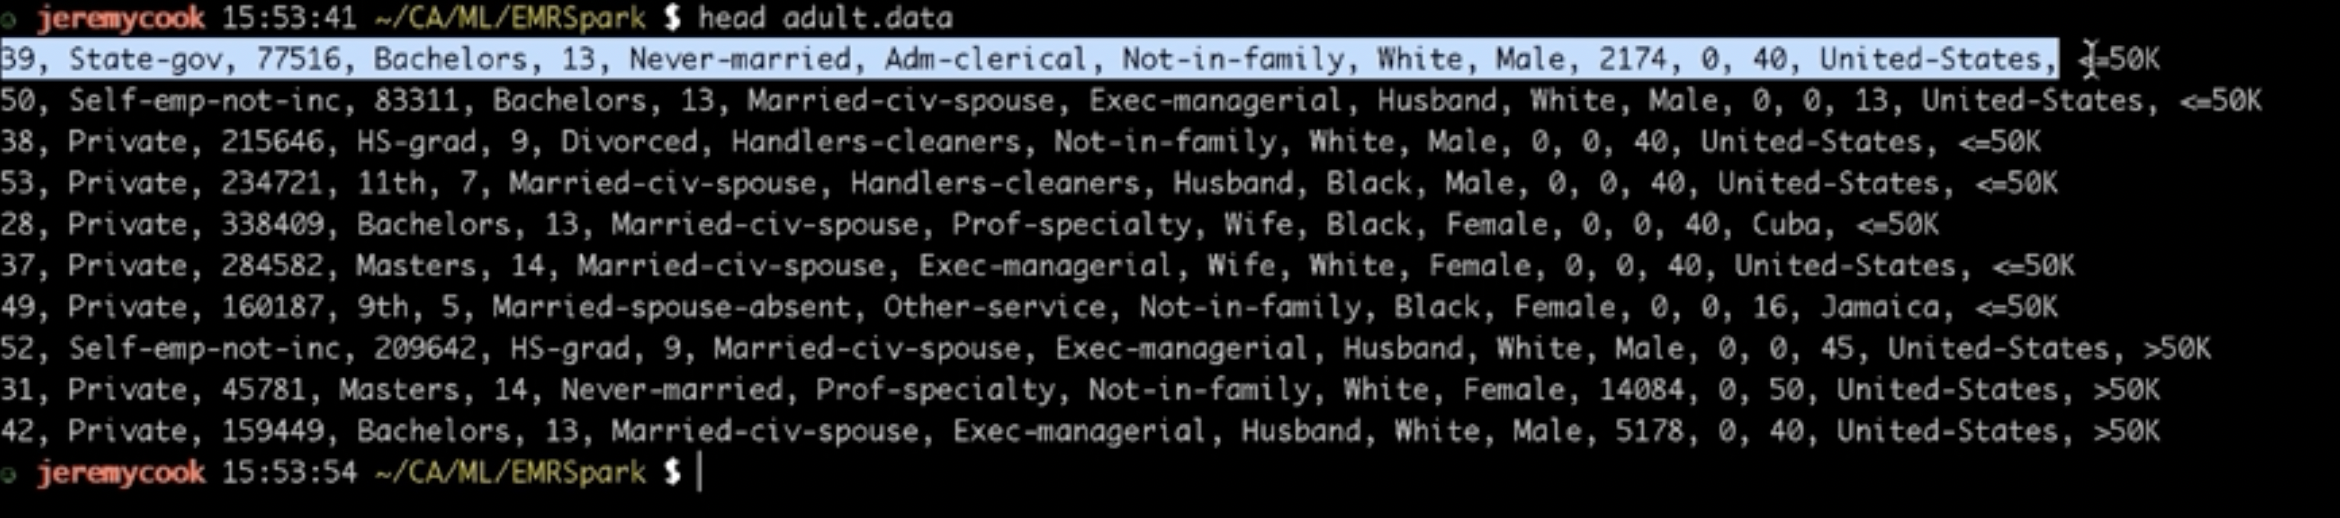 jeremycook 15:53:41 ~/CA/ML/EMRSpark $ head adult.data
39, State-gov, 77516, Bachelors, 13, Never-married, Adm-clerical, Not-in-family, White, Male, 2174, 0, 40, United-States, <=50K
50, Self-emp-not-inc, 83311, Bachelors, 13, Married-civ-spouse, Exec-managerial, Husband, White, Male, 0, 0, 13, United-States, <=50K
38, Private, 215646, HS-grad, 9, Divorced, Handlers-cleaners, Not-in-family, White, Male, 0, 0, 40, United-States, <=50K
53, Private, 234721, 11th, 7, Married-civ-spouse, Handlers-cleaners, Husband, Black, Male, 0, 0, 40, United-States, <=50K
28, Private, 338409, Bachelors, 13, Married-civ-spouse, Prof-specialty, Wife, Black, Female, 0, 0, 40, Cuba, <=50K
37, Private, 284582, Masters, 14, Married-civ-spouse, Exec-managerial, Wife, White, Female, 0, 0, 40, United-States, <=50K
49, Private, 160187, 9th, 5, Married-spouse-absent, Other-service, Not-in-family, Black, Female, 0, 0, 16, Jamaica, <=50K
52, Self-emp-not-inc, 209642, HS-grad, 9, Married-civ-spouse, Exec-managerial, Husband, White, Male, 0, 0, 45, United-States, >50K
31, Private, 45781, Masters, 14, Never-married, Prof-specialty, Not-in-family, White, Female, 14084, 0, 50, United-States, >50K
42, Private, 159449, Bachelors, 13, Married-civ-spouse, Exec-managerial, Husband, White, Male, 5178, 0, 40, United-States, >50K
jeremycook 15:53:54 ~/CA/ML/EMRSpark $